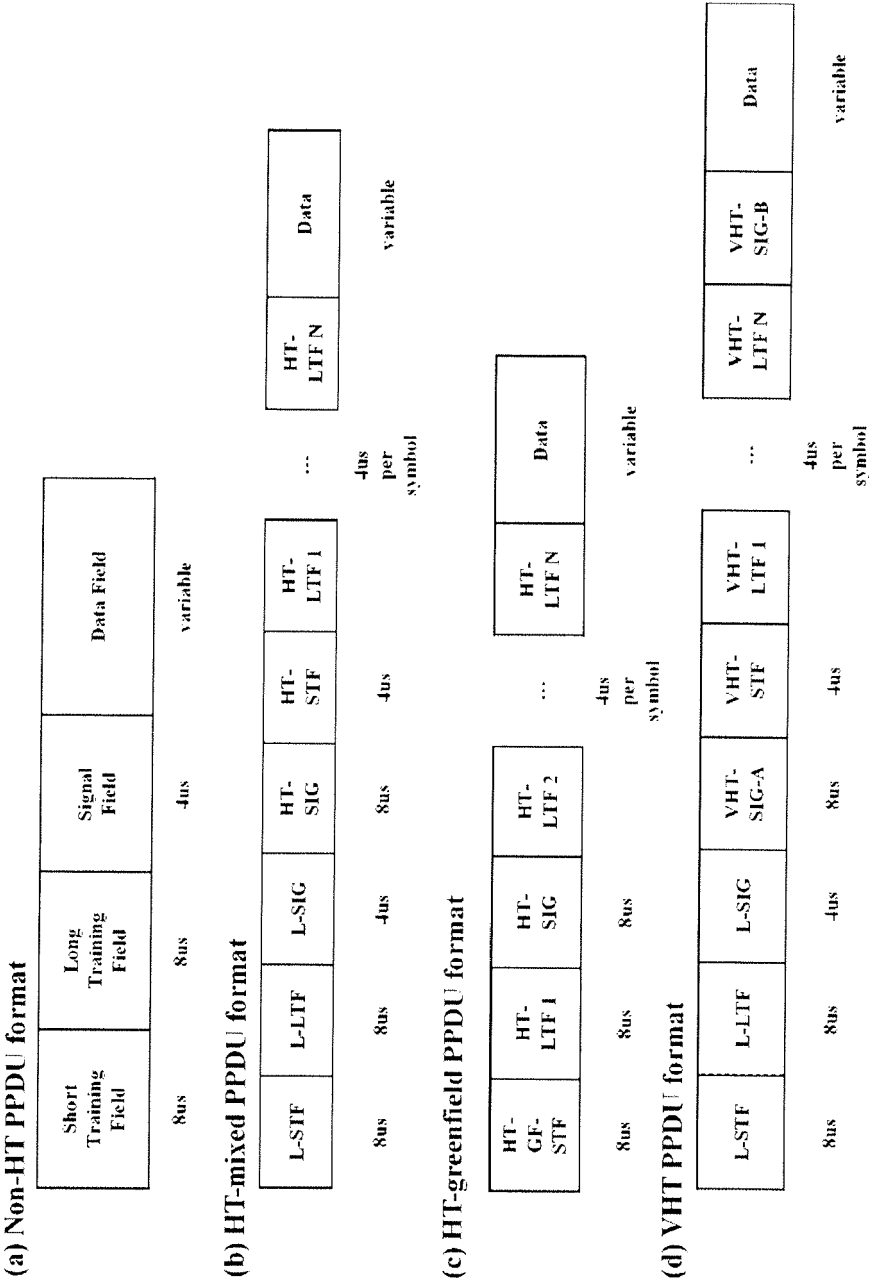 (a) Non-HT PPDU format
Short
Training
Field
Long
Training
Field
Signal
Field
Data Field
8us
8us
4us
variable
(b) HT-mixed PPDU format
L-STF
L-LTF
L-SIG
HT-
SIG
HT-
STF
HT-
LTF 1
...
HT-
LTF N
Data
8us
8us
4us
8us
4us
4us
per
symbol
variable
(c) HT-greenfield PPDU format
HT-
GF-
STF
HT-
LTF 1
HT-
SIG
HT-
LTF 2
...
HT-
LTF N
Data
8us
8us
8us
4us
per
symbol
variable
(d) VHT PPDU format
L-STF
L-LTF
L-SIG
VHT-
SIG-A
VHT-
STF
VHT-
LTF 1
...
VHT-
LTF N
VHT-
SIG-B
Data
8us
8us
4us
8us
4us
4us
per
symbol
variable